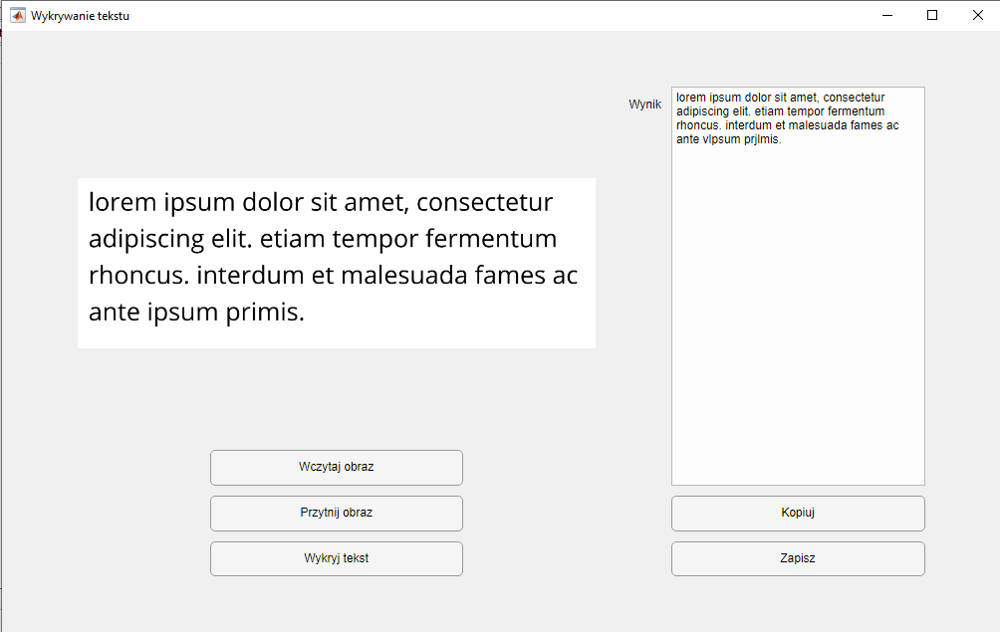 Wykrywanie tekstu
lorem ipsum dolor sit amet, consectetur
adipiscing elit. etiam tempor fermentum
rhoncus. interdum et malesuada fames ac
ante ipsum primis.
Wczytaj obraz
Przytnij obraz
Wykryj tekst
Wynik
lorem ipsum dolor sit amet, consectetur
adipiscing elit. etiam tempor fermentum
rhoncus. interdum et malesuada fames ac
ante vlpsum prjlmis.
Kopiuj
Zapisz